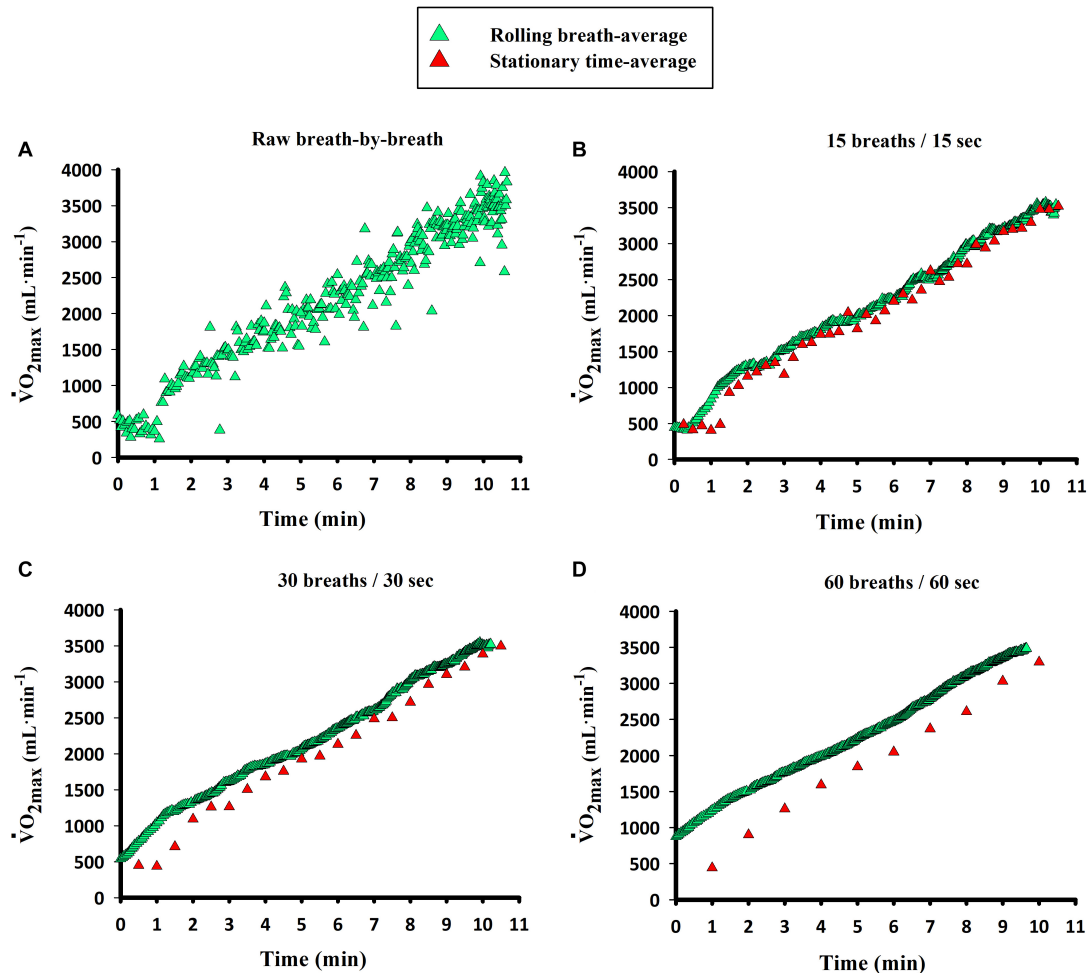 Rolling breath-average
Stationary time-average
A
Raw breath-by-breath
V̇O2max (mL·min⁻¹)
4000
3500
3000
2500
2000
1500
1000
500
0
0 1 2 3 4 5 6 7 8 9 10 11
Time (min)
B
15 breaths / 15 sec
V̇O2max (mL·min⁻¹)
4000
3500
3000
2500
2000
1500
1000
500
0
0 1 2 3 4 5 6 7 8 9 10 11
Time (min)
C
30 breaths / 30 sec
V̇O2max (mL·min⁻¹)
4000
3500
3000
2500
2000
1500
1000
500
0
0 1 2 3 4 5 6 7 8 9 10 11
Time (min)
D
60 breaths / 60 sec
V̇O2max (mL·min⁻¹)
4000
3500
3000
2500
2000
1500
1000
500
0
0 1 2 3 4 5 6 7 8 9 10 11
Time (min)